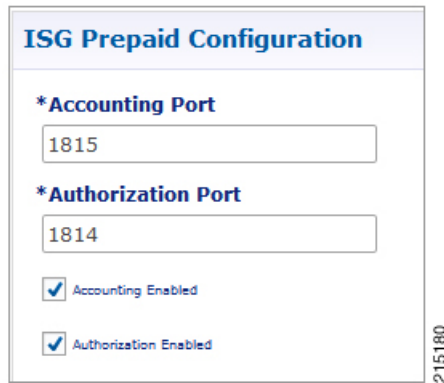 ISG Prepaid Configuration
*Accounting Port
1815
*Authorization Port
1814
Accounting Enabled
Authorization Enabled
215180